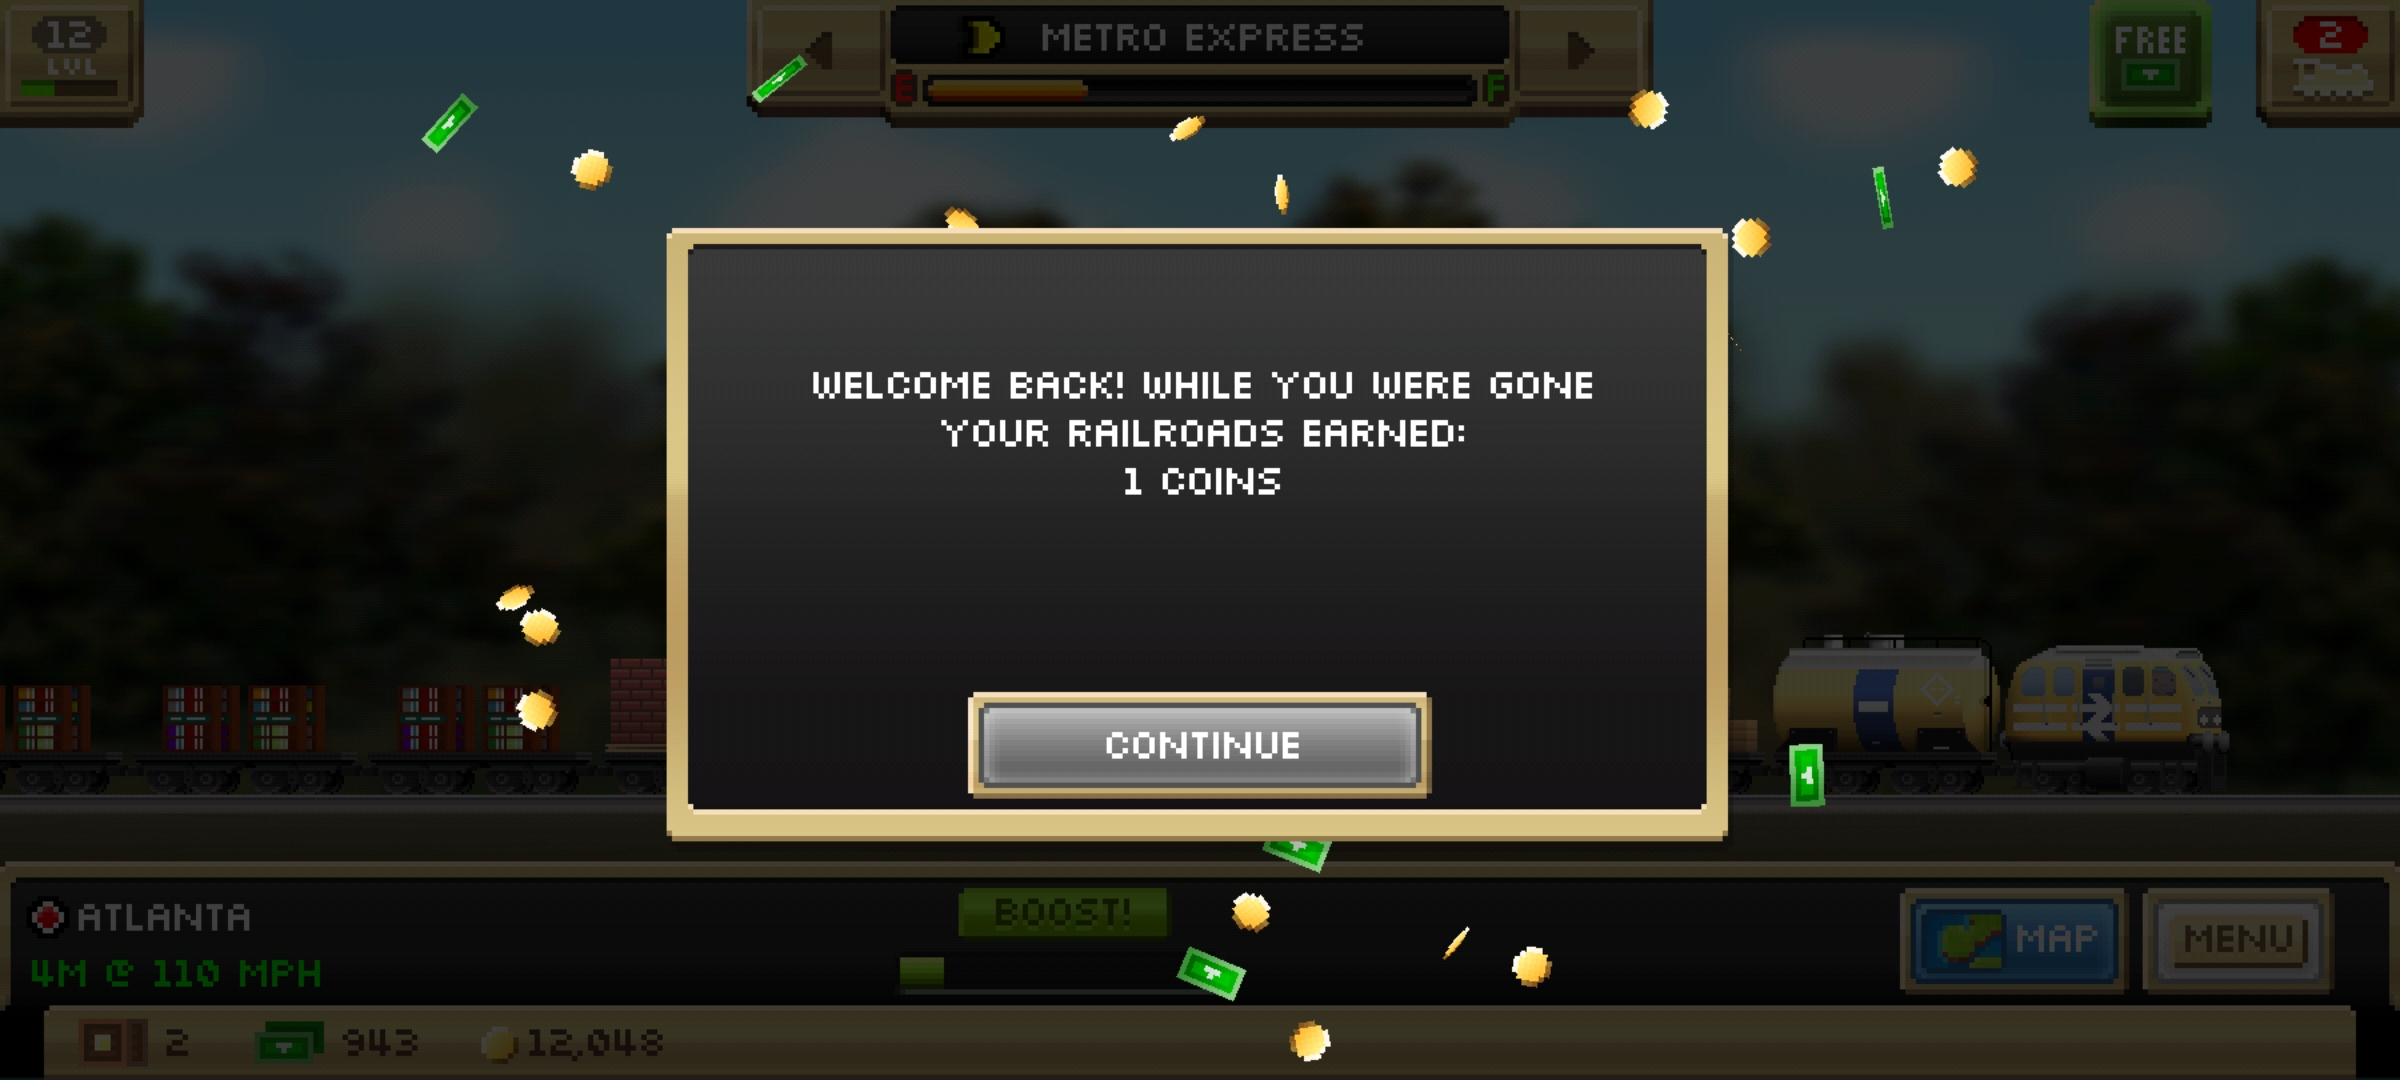 12
LVL
METRO EXPRESS
E
F
FREE
2
WELCOME BACK! WHILE YOU WERE GONE
YOUR RAILROADS EARNED:
1 COINS
CONTINUE
ATLANTA
4M @ 110 MPH
BOOST!
MAP
MENU
2
943
12,048